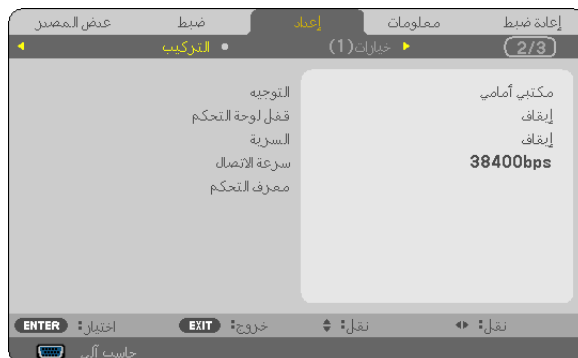 عرض المصدر ضبط إعداد معلومات إعادة ضبط
التركيب خيارات(1) 2/3
التوجيه مكتبي أمامي
قفل لوحة التحكم إيقاف
السرية إيقاف
سرعة الاتصال 38400bps
معرف التحكم
ENTER اختيار: EXIT خروج: نقل: نقل:
حاسب آلي